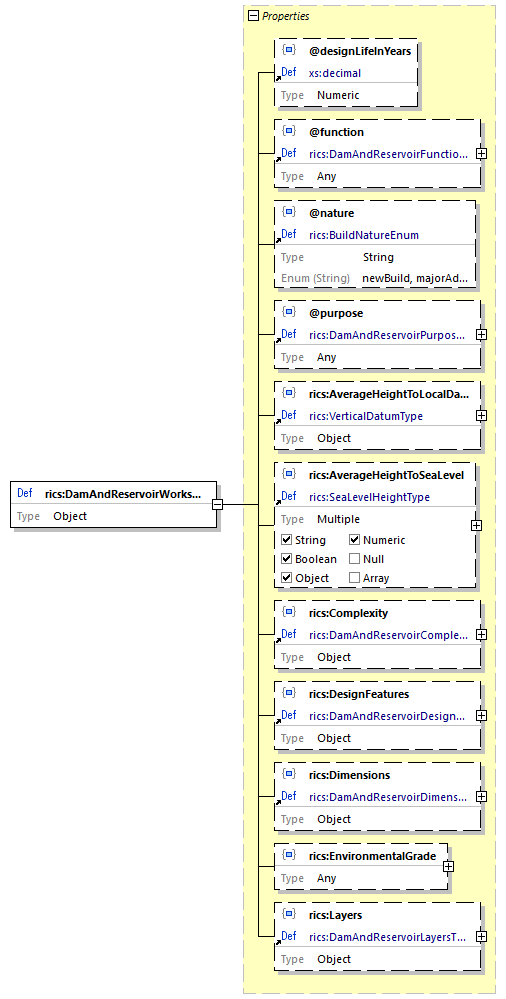 Properties
@designLifeInYears
Def xs:decimal
Type Numeric
@function
Def rics:DamAndReservoirFunctio...
Type Any
@nature
Def rics:BuildNatureEnum
Type String
Enum (String) newBuild, majorAd...
@purpose
Def rics:DamAndReservoirPurpos...
Type Any
rics:AverageHeightToLocalDa...
Def rics:VerticalDatumType
Type Object
rics:AverageHeightToSeaLevel
Def rics:SeaLevelHeightType
Type Multiple
String Numeric
Boolean Null
Object Array
Def rics:DamAndReservoirWorks...
Type Object
rics:Complexity
Def rics:DamAndReservoirComple...
Type Object
rics:DesignFeatures
Def rics:DamAndReservoirDesign...
Type Object
rics:Dimensions
Def rics:DamAndReservoirDimens...
Type Object
rics:EnvironmentalGrade
Type Any
rics:Layers
Def rics:DamAndReservoirLayersT...
Type Object